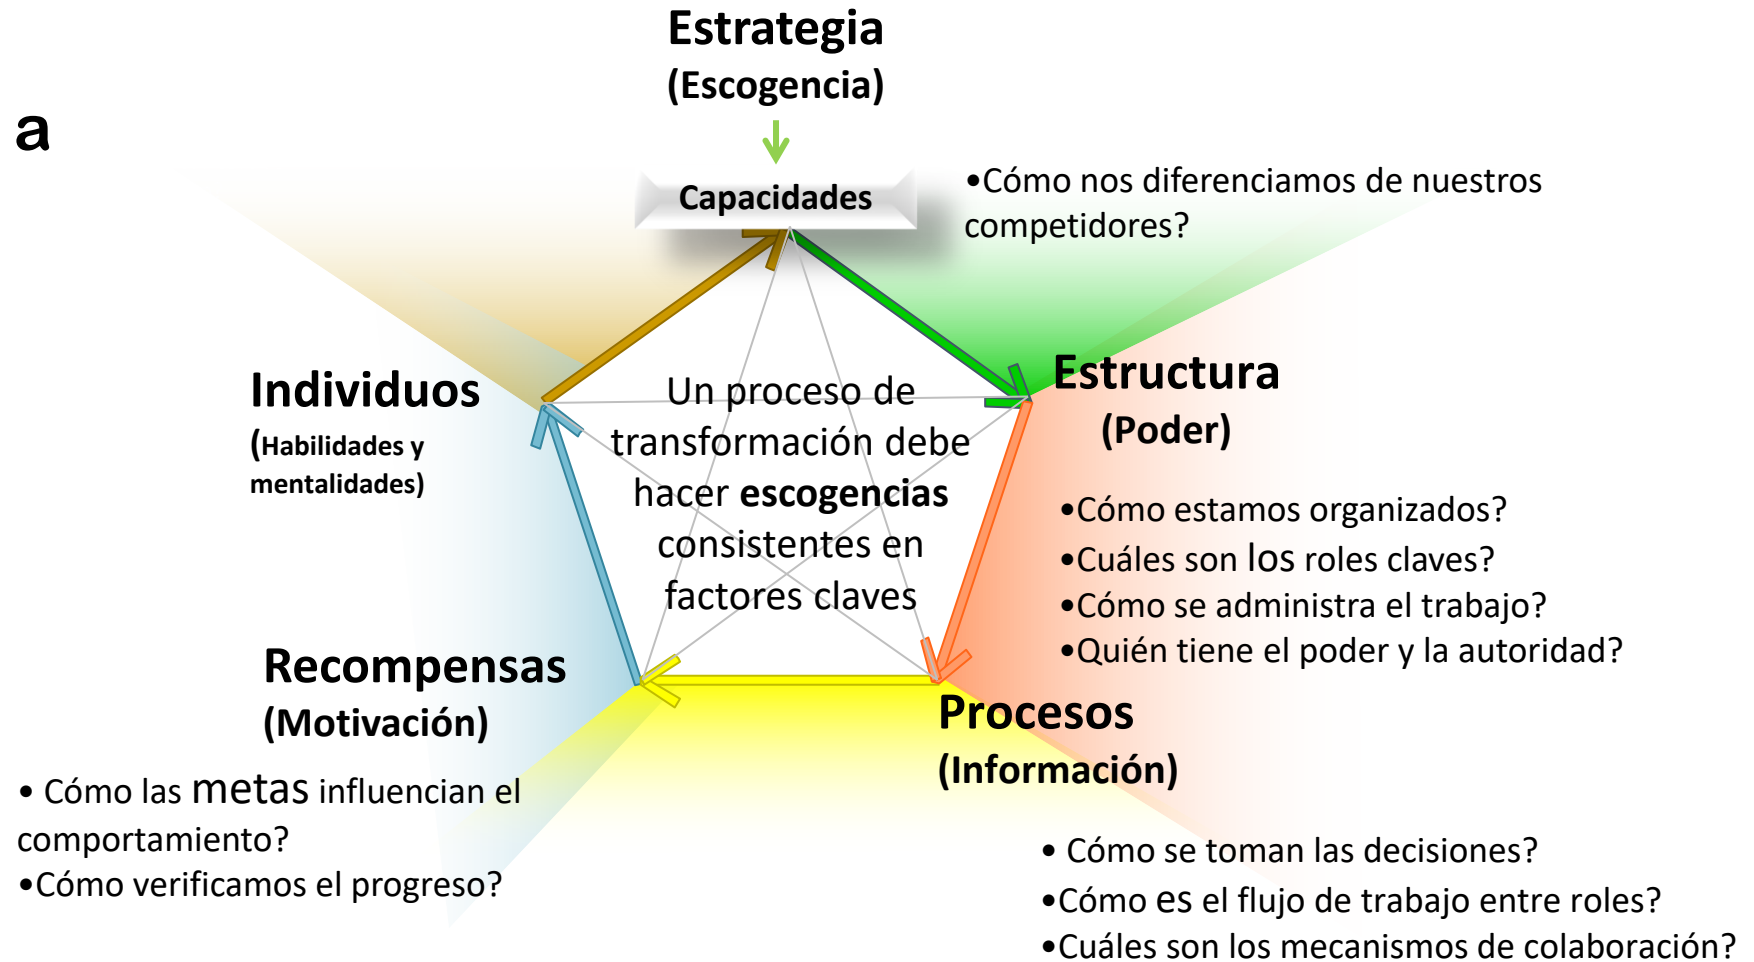 Estrategia
(Escogencia)
a
Capacidades
•Cómo nos diferenciamos de nuestros
competidores?
Individuos
(Habilidades y
mentalidades)
Un proceso de
transformación debe
hacer escogencias
consistentes en
factores claves
Estructura
(Poder)
•Cómo estamos organizados?
•Cuáles son los roles claves?
•Cómo se administra el trabajo?
•Quién tiene el poder y la autoridad?
Recompensas
(Motivación)
• Cómo las metas influencian el
comportamiento?
•Cómo verificamos el progreso?
Procesos
(Información)
• Cómo se toman las decisiones?
•Cómo es el flujo de trabajo entre roles?
•Cuáles son los mecanismos de colaboración?